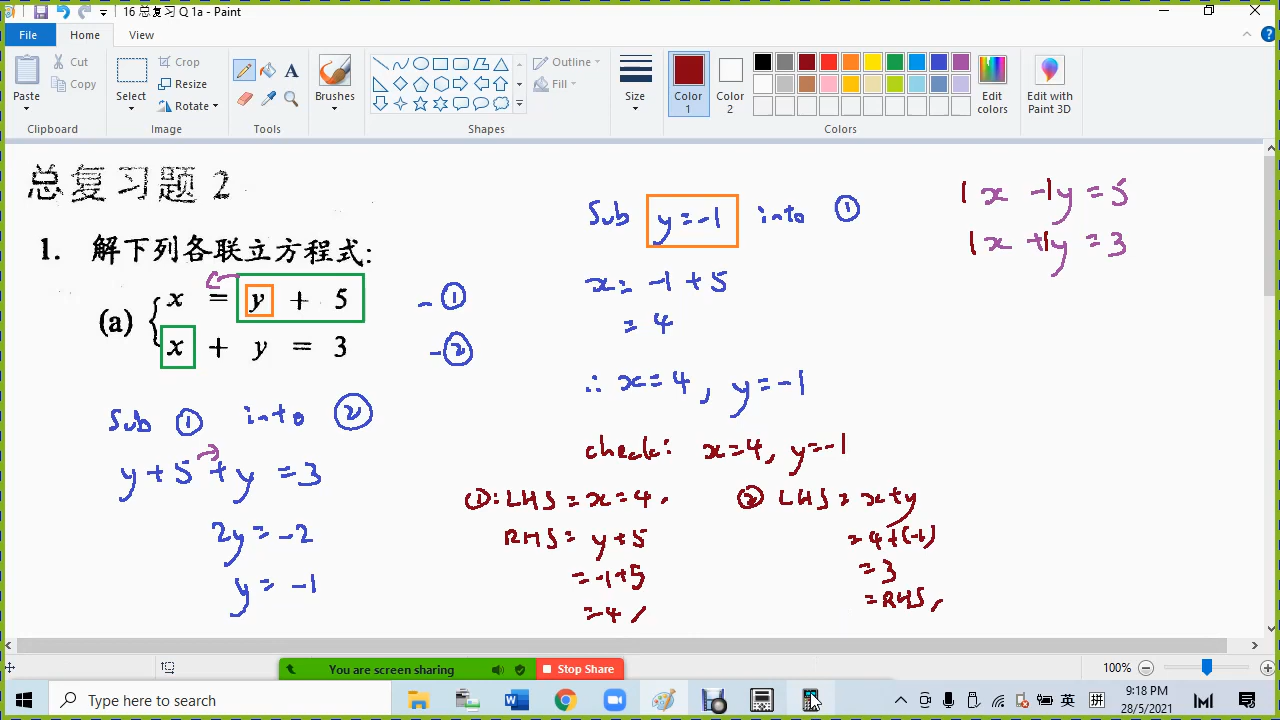 16 总复习 Q 1a - Paint
File Home View
Paste
Cut
Copy
Clipboard
Select
Crop
Resize
Rotate
Image
A
Tools
Brushes
Outline
Fill
Shapes
Size
Color 1
Color 2
Edit colors
Colors
Edit with Paint 3D
总复习题 2
1. 解下列各联立方程式:
(a) { x = y + 5 - ①
x + y = 3 - ②
Sub ① into ②
y + 5 + y = 3
2y = -2
y = -1
Sub y = -1 into ①
x = -1 + 5
= 4
∴ x = 4, y = -1
check: x = 4, y = -1
①: LHS = x = 4
RHS = y + 5
= -1 + 5
= 4
② LHS = x + y
= 4 + (-1)
= 3
= RHS
1x - 1y = 5
1x + 1y = 3
100%
You are screen sharing Stop Share
Type here to search
英 拼
9:18 PM
28/5/2021